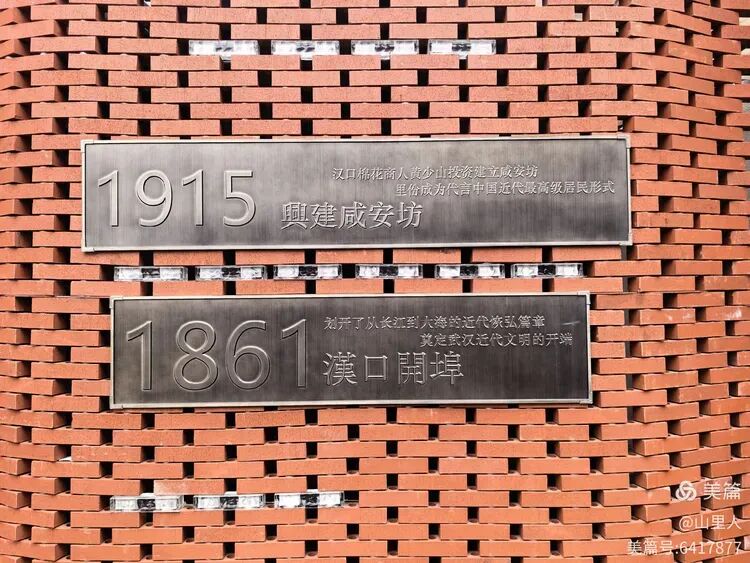 1915
汉口棉花商人黄少山投资建立咸安坊
里份成为代言中国近代最高级居民形式
興建咸安坊
1861
划开了从长江到大海的近代恢弘篇章
奠定武汉近代文明的开端
漢口開埠
美篇
@山里人
美篇号:6417877